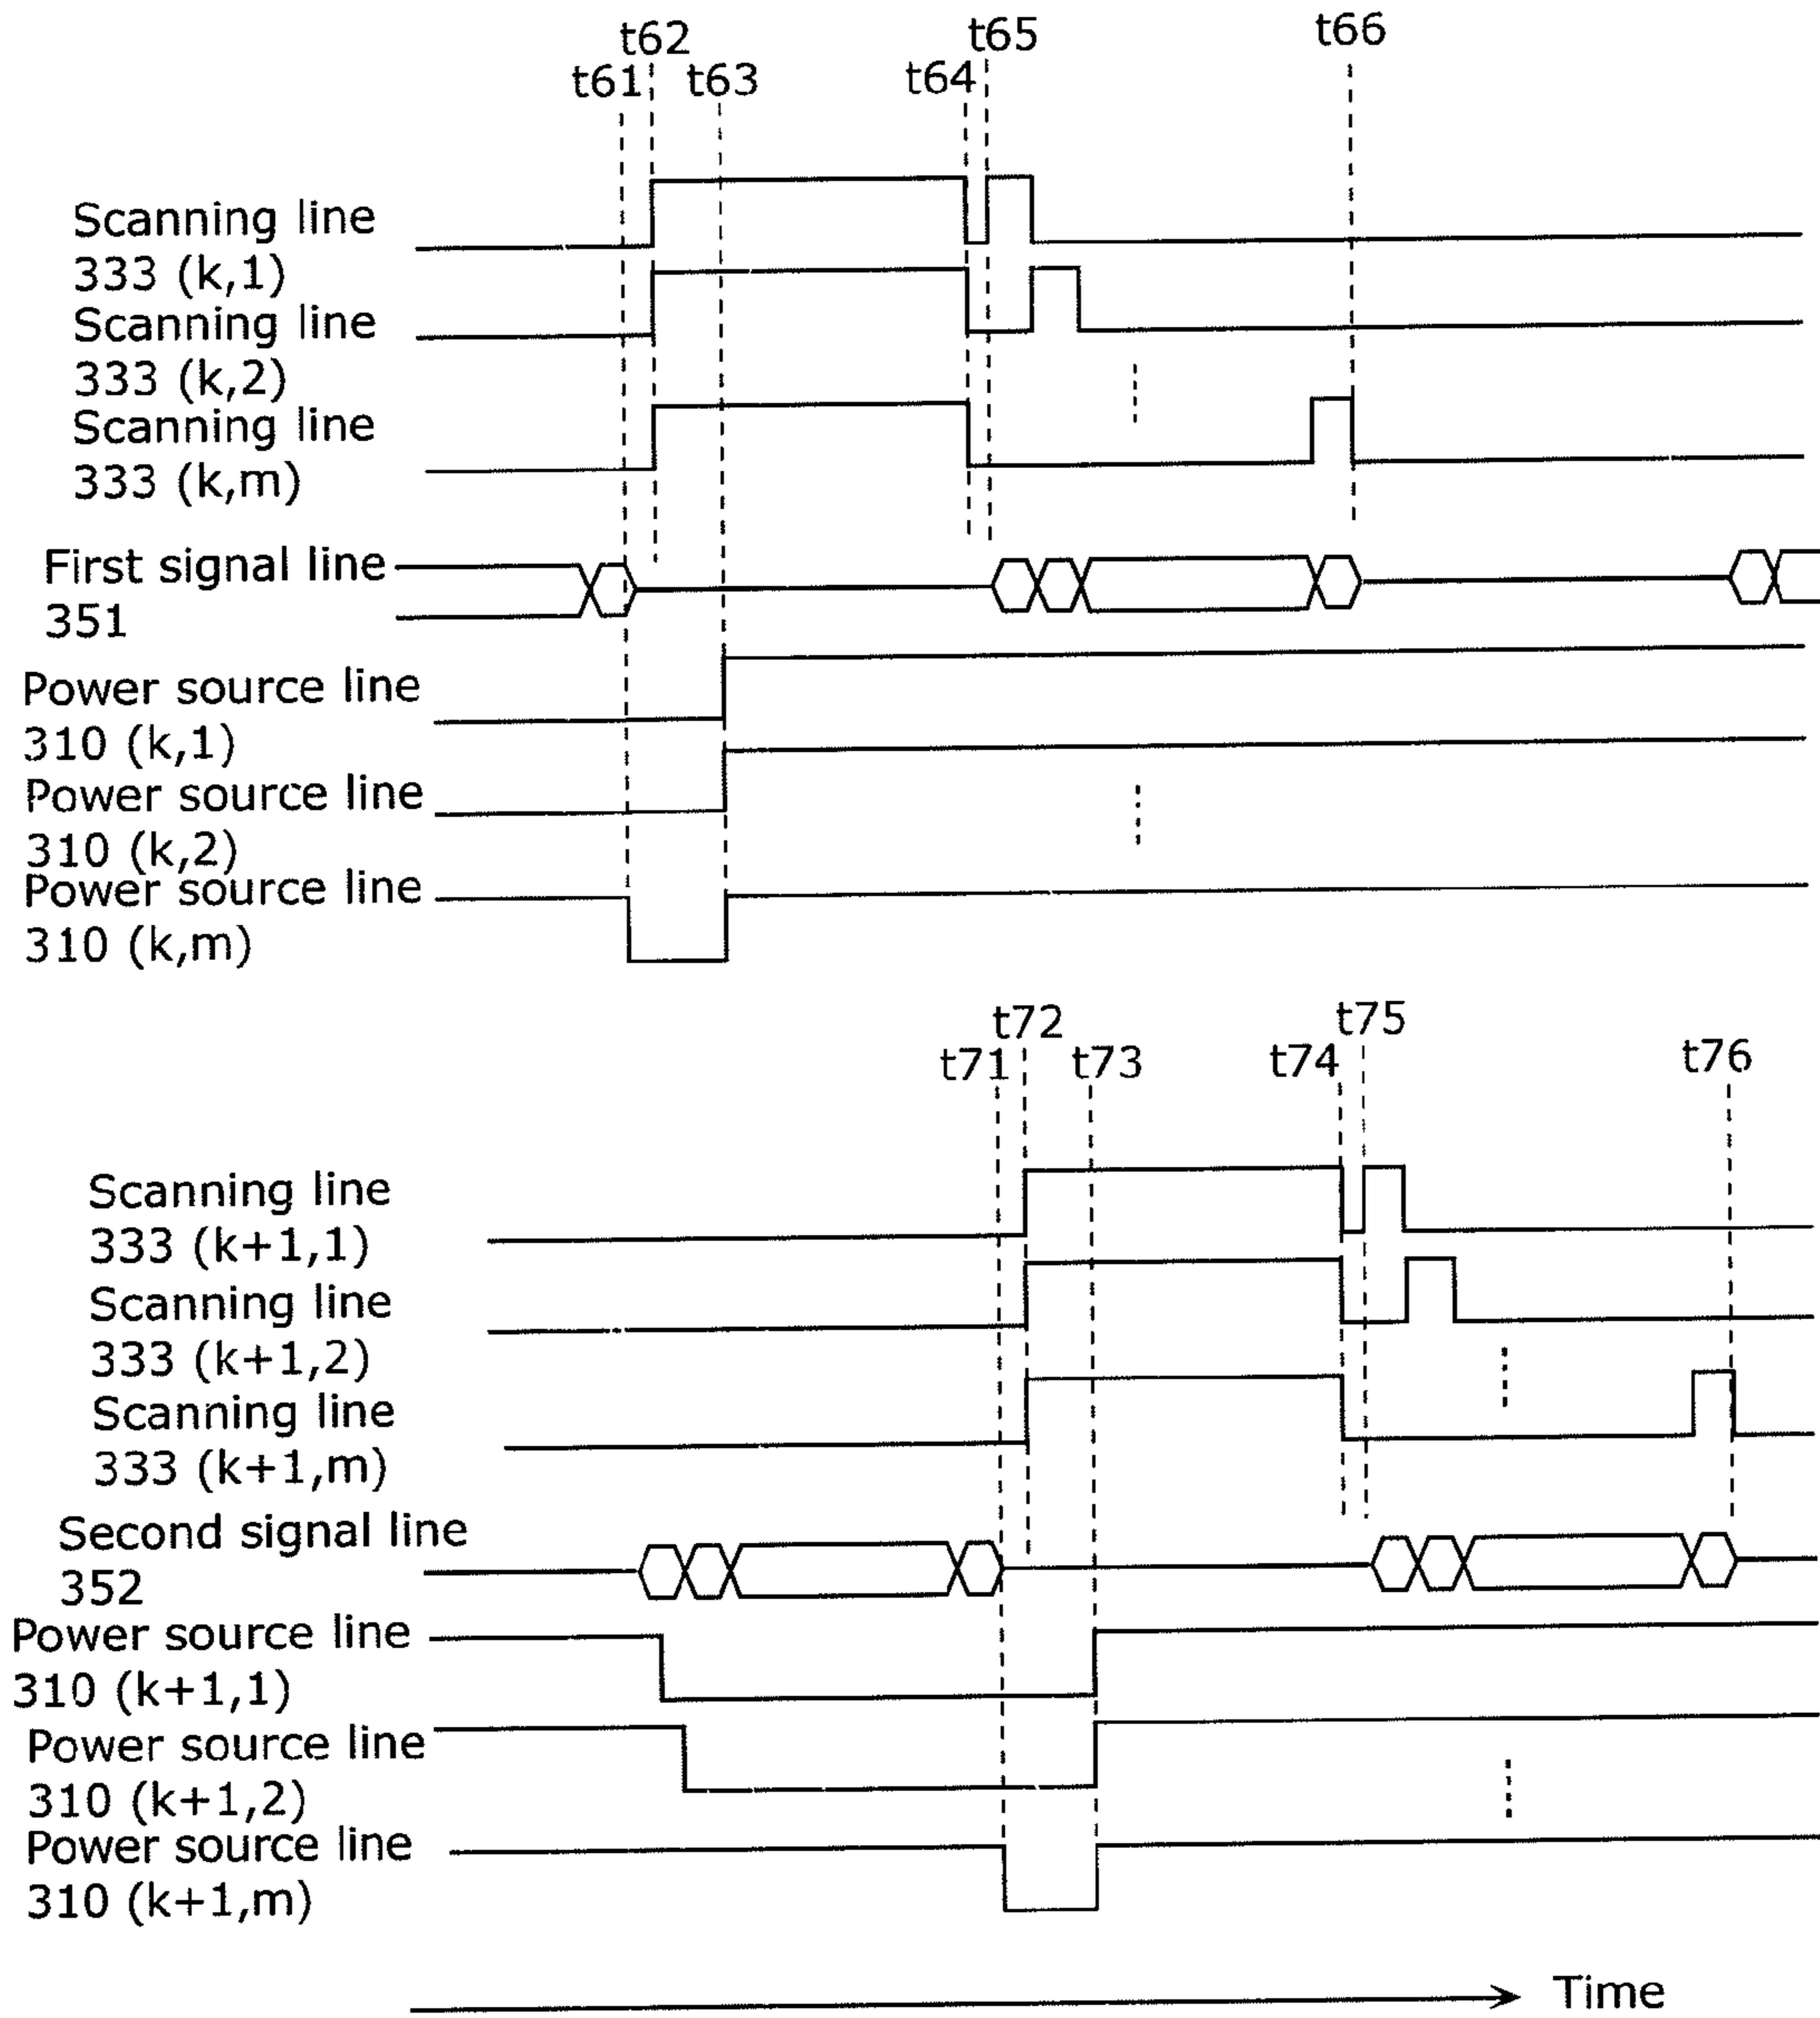 t62
t65
t66
t61
t63
t64
Scanning line
333 (k,1)
Scanning line
333 (k,2)
Scanning line
333 (k,m)
First signal line
351
Power source line
310 (k,1)
Power source line
310 (k,2)
Power source line
310 (k,m)
t72
t75
t71
t73
t74
t76
Scanning line
333 (k+1,1)
Scanning line
333 (k+1,2)
Scanning line
333 (k+1,m)
Second signal line
352
Power source line
310 (k+1,1)
Power source line
310 (k+1,2)
Power source line
310 (k+1,m)
Time